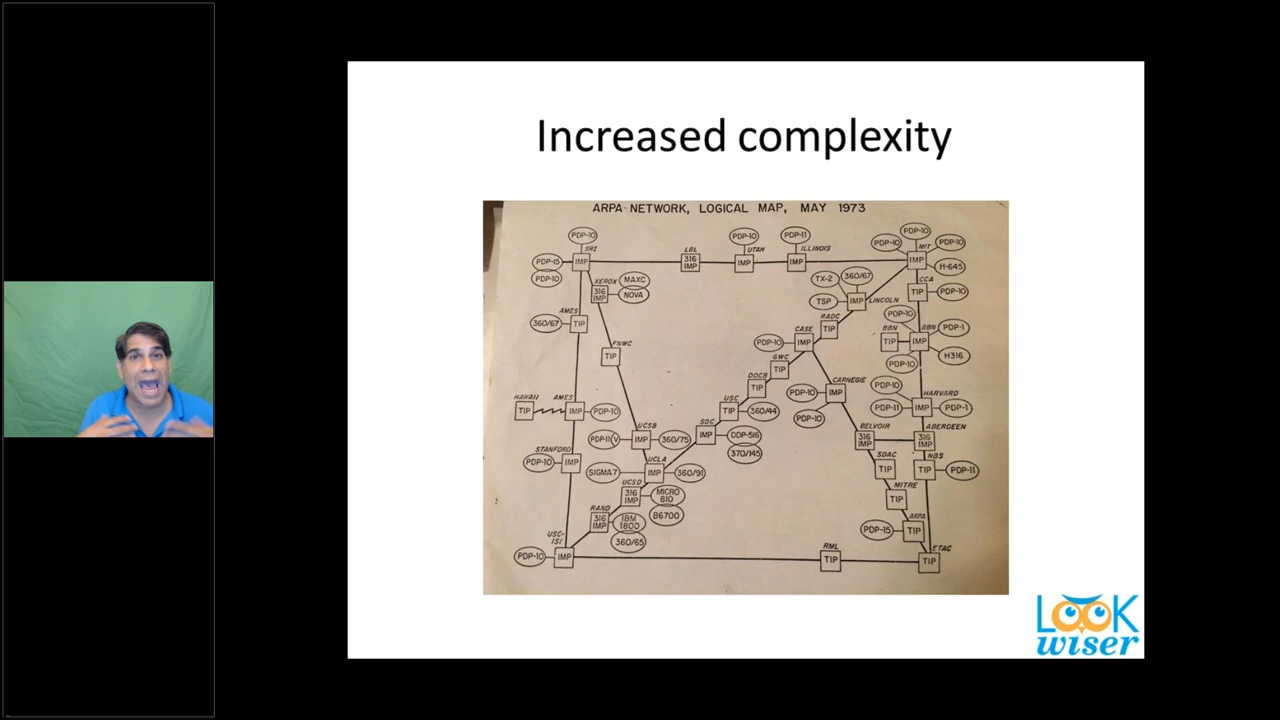 Increased complexity
ARPA NETWORK, LOGICAL MAP, MAY 1973
PDP-10
SRI
PDP-15
IMP
PDP-10
LBL
316
IMP
PDP-10
UTAH
IMP
PDP-11
ILLINOIS
IMP
PDP-10
PDP-10
MIT
PDP-10
IMP
H-645
XEROX
MAXC
316
IMP
NOVA
TX-2
360/67
TSP
IMP
LINCOLN
CCA
TIP
PDP-10
AMES
360/67
TIP
RADC
TIP
PDP-10
BBN
BBN
PDP-1
TIP
IMP
PDP-10
H316
FNWC
TIP
CASE
PDP-10
IMP
GWC
TIP
DOCB
TIP
CARNEGIE
PDP-10
IMP
PDP-10
PDP-10
HARVARD
PDP-11
IMP
PDP-1
HAWAII
TIP
AMES
IMP
PDP-10
USC
TIP
360/44
UCSB
PDP-11
IMP
360/75
SDC
IMP
DDP-516
370/145
BELVOIR
316
IMP
ABERDEEN
316
IMP
STANFORD
PDP-10
IMP
UCLA
SIGMA7
IMP
360/91
SDAC
TIP
NBS
TIP
PDP-11
UCSD
316
IMP
MICRO
810
B6700
MITRE
TIP
RAND
316
IMP
IBM
1800
360/65
ARPA
PDP-15
TIP
USC-
ISI
PDP-10
IMP
RML
TIP
ETAC
TIP
LOOK
wiser